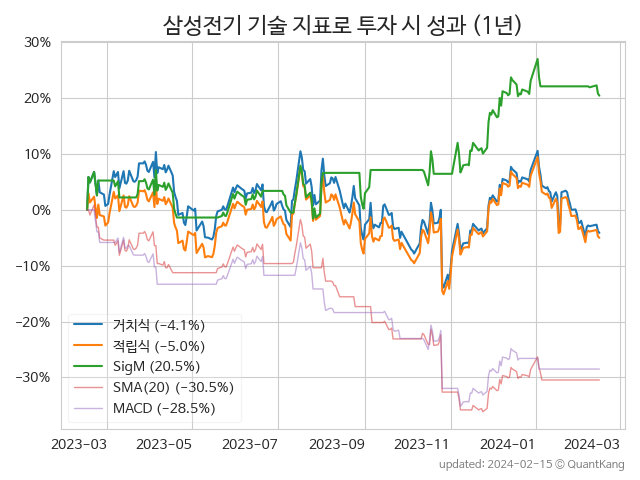 삼성전기 기술 지표로 투자 시 성과 (1년)
30%
20%
10%
0%
−10%
−20%
−30%
거치식 (−4.1%)
적립식 (−5.0%)
SigM (20.5%)
SMA(20) (−30.5%)
MACD (−28.5%)
2023-03 2023-05 2023-07 2023-09 2023-11 2024-01 2024-03
updated: 2024-02-15 © QuantKang